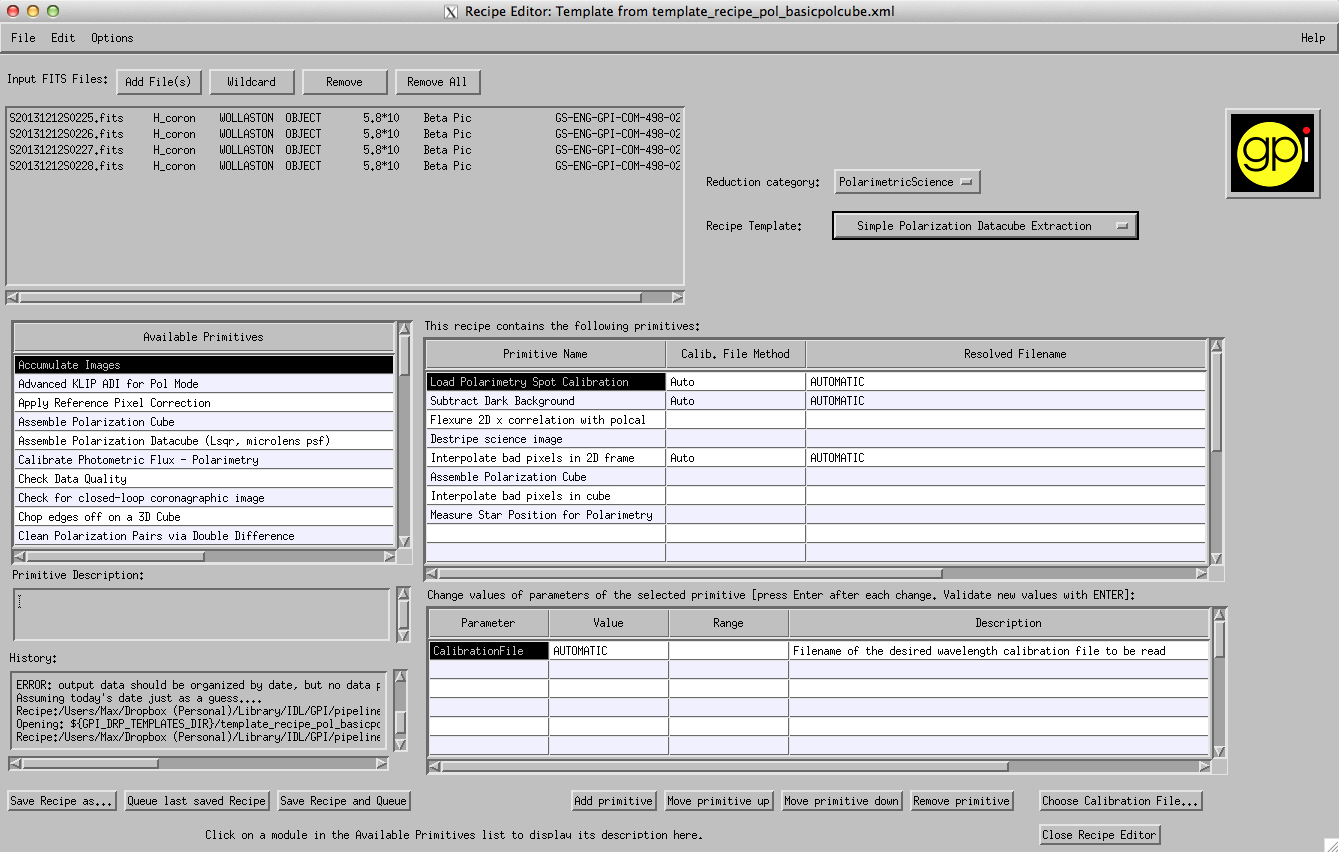 X Recipe Editor: Template from template_recipe_pol_basicpolcube.xml
File Edit Options Help
Input FITS Files: Add File(s) Wildcard Remove Remove All
S20131212S0225.fits H_coron WOLLASTON OBJECT 5.8*10 Beta Pic GS-ENG-GPI-COM-498-02
S20131212S0226.fits H_coron WOLLASTON OBJECT 5.8*10 Beta Pic GS-ENG-GPI-COM-498-02
S20131212S0227.fits H_coron WOLLASTON OBJECT 5.8*10 Beta Pic GS-ENG-GPI-COM-498-02
S20131212S0228.fits H_coron WOLLASTON OBJECT 5.8*10 Beta Pic GS-ENG-GPI-COM-498-02
gpi
Reduction category: PolarimetricScience
Recipe Template: Simple Polarization Datacube Extraction
Available Primitives
Accumulate Images
Advanced KLIP ADI for Pol Mode
Apply Reference Pixel Correction
Assemble Polarization Cube
Assemble Polarization Datacube (Lsqr, microlens psf)
Calibrate Photometric Flux - Polarimetry
Check Data Quality
Check for closed-loop coronagraphic image
Chop edges off on a 3D Cube
Clean Polarization Pairs via Double Difference
This recipe contains the following primitives:
Primitive Name Calib. File Method Resolved Filename
Load Polarimetry Spot Calibration Auto AUTOMATIC
Subtract Dark Background Auto AUTOMATIC
Flexure 2D x correlation with polcal
Destripe science image
Interpolate bad pixels in 2D frame Auto AUTOMATIC
Assemble Polarization Cube
Interpolate bad pixels in cube
Measure Star Position for Polarimetry
Primitive Description:
Change values of parameters of the selected primitive [press Enter after each change. Validate new values with ENTER]:
Parameter Value Range Description
CalibrationFile AUTOMATIC Filename of the desired wavelength calibration file to be read
History:
ERROR: output data should be organized by date, but no data p
Assuming today's date just as a guess....
Recipe:/Users/Max/Dropbox (Personal)/Library/IDL/GPI/pipeline
Opening: ${GPI_DRP_TEMPLATES_DIR}/template_recipe_pol_basicpo
Recipe:/Users/Max/Dropbox (Personal)/Library/IDL/GPI/pipeline
Save Recipe as... Queue last saved Recipe Save Recipe and Queue Add primitive Move primitive up Move primitive down Remove primitive Choose Calibration File...
Click on a module in the Available Primitives list to display its description here. Close Recipe Editor